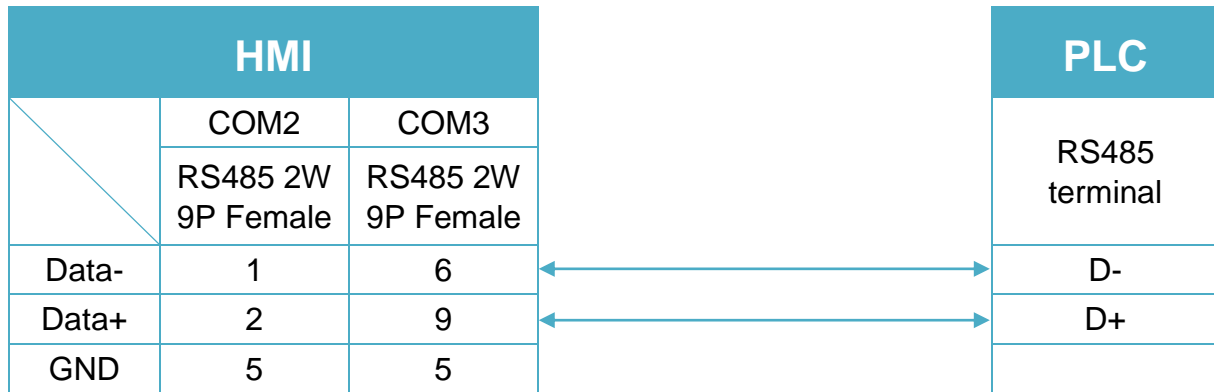 HMI PLC
COM2 COM3
RS485 2W RS485 2W RS485
9P Female 9P Female terminal
Data- 1 6 D-
Data+ 2 9 D+
GND 5 5